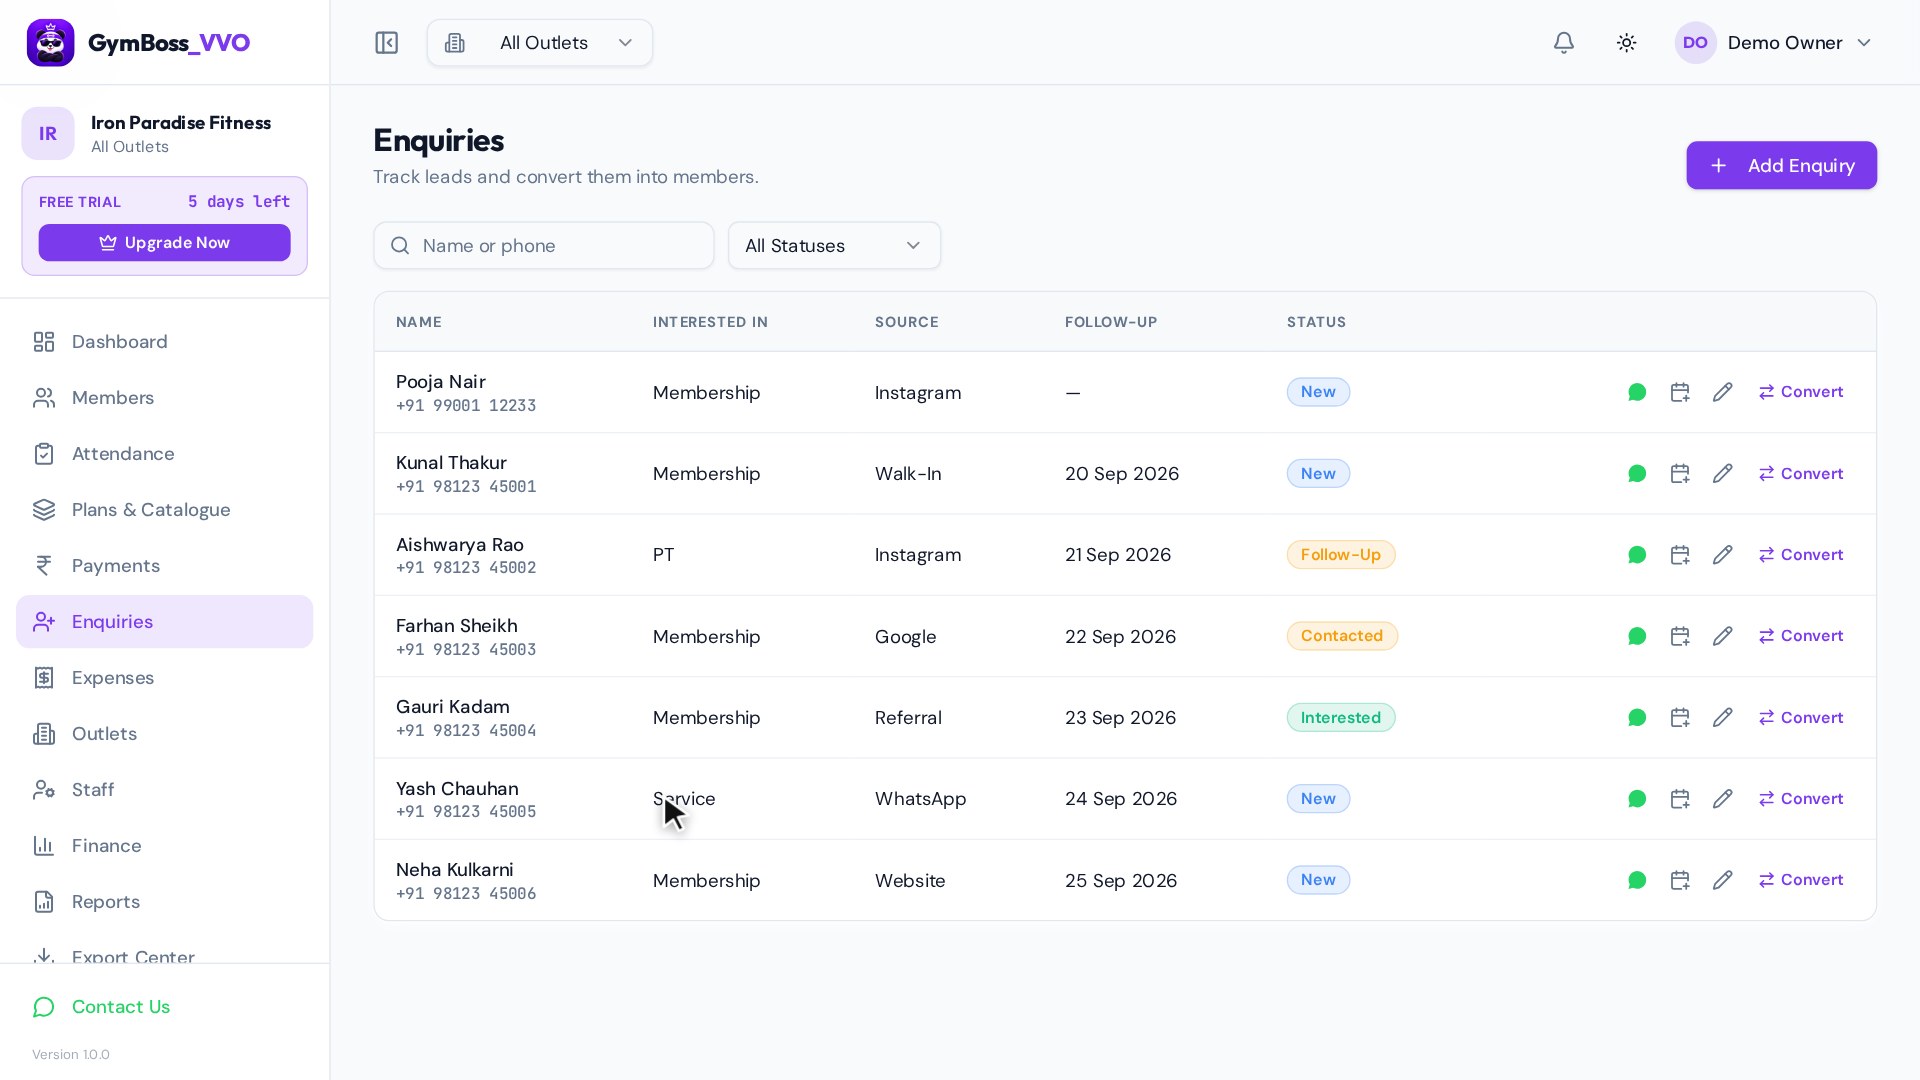 GymBoss_VVO
All Outlets
DO Demo Owner
IR
Iron Paradise Fitness
All Outlets
FREE TRIAL 5 days left
Upgrade Now
Dashboard
Members
Attendance
Plans & Catalogue
Payments
Enquiries
Expenses
Outlets
Staff
Finance
Reports
Export Center
Contact Us
Version 1.0.0
Enquiries
Track leads and convert them into members.
Add Enquiry
Name or phone
All Statuses
NAME INTERESTED IN SOURCE FOLLOW-UP STATUS
Pooja Nair
+91 99001 12233
Membership Instagram — New Convert
Kunal Thakur
+91 98123 45001
Membership Walk-In 20 Sep 2026 New Convert
Aishwarya Rao
+91 98123 45002
PT Instagram 21 Sep 2026 Follow-Up Convert
Farhan Sheikh
+91 98123 45003
Membership Google 22 Sep 2026 Contacted Convert
Gauri Kadam
+91 98123 45004
Membership Referral 23 Sep 2026 Interested Convert
Yash Chauhan
+91 98123 45005
Service WhatsApp 24 Sep 2026 New Convert
Neha Kulkarni
+91 98123 45006
Membership Website 25 Sep 2026 New Convert